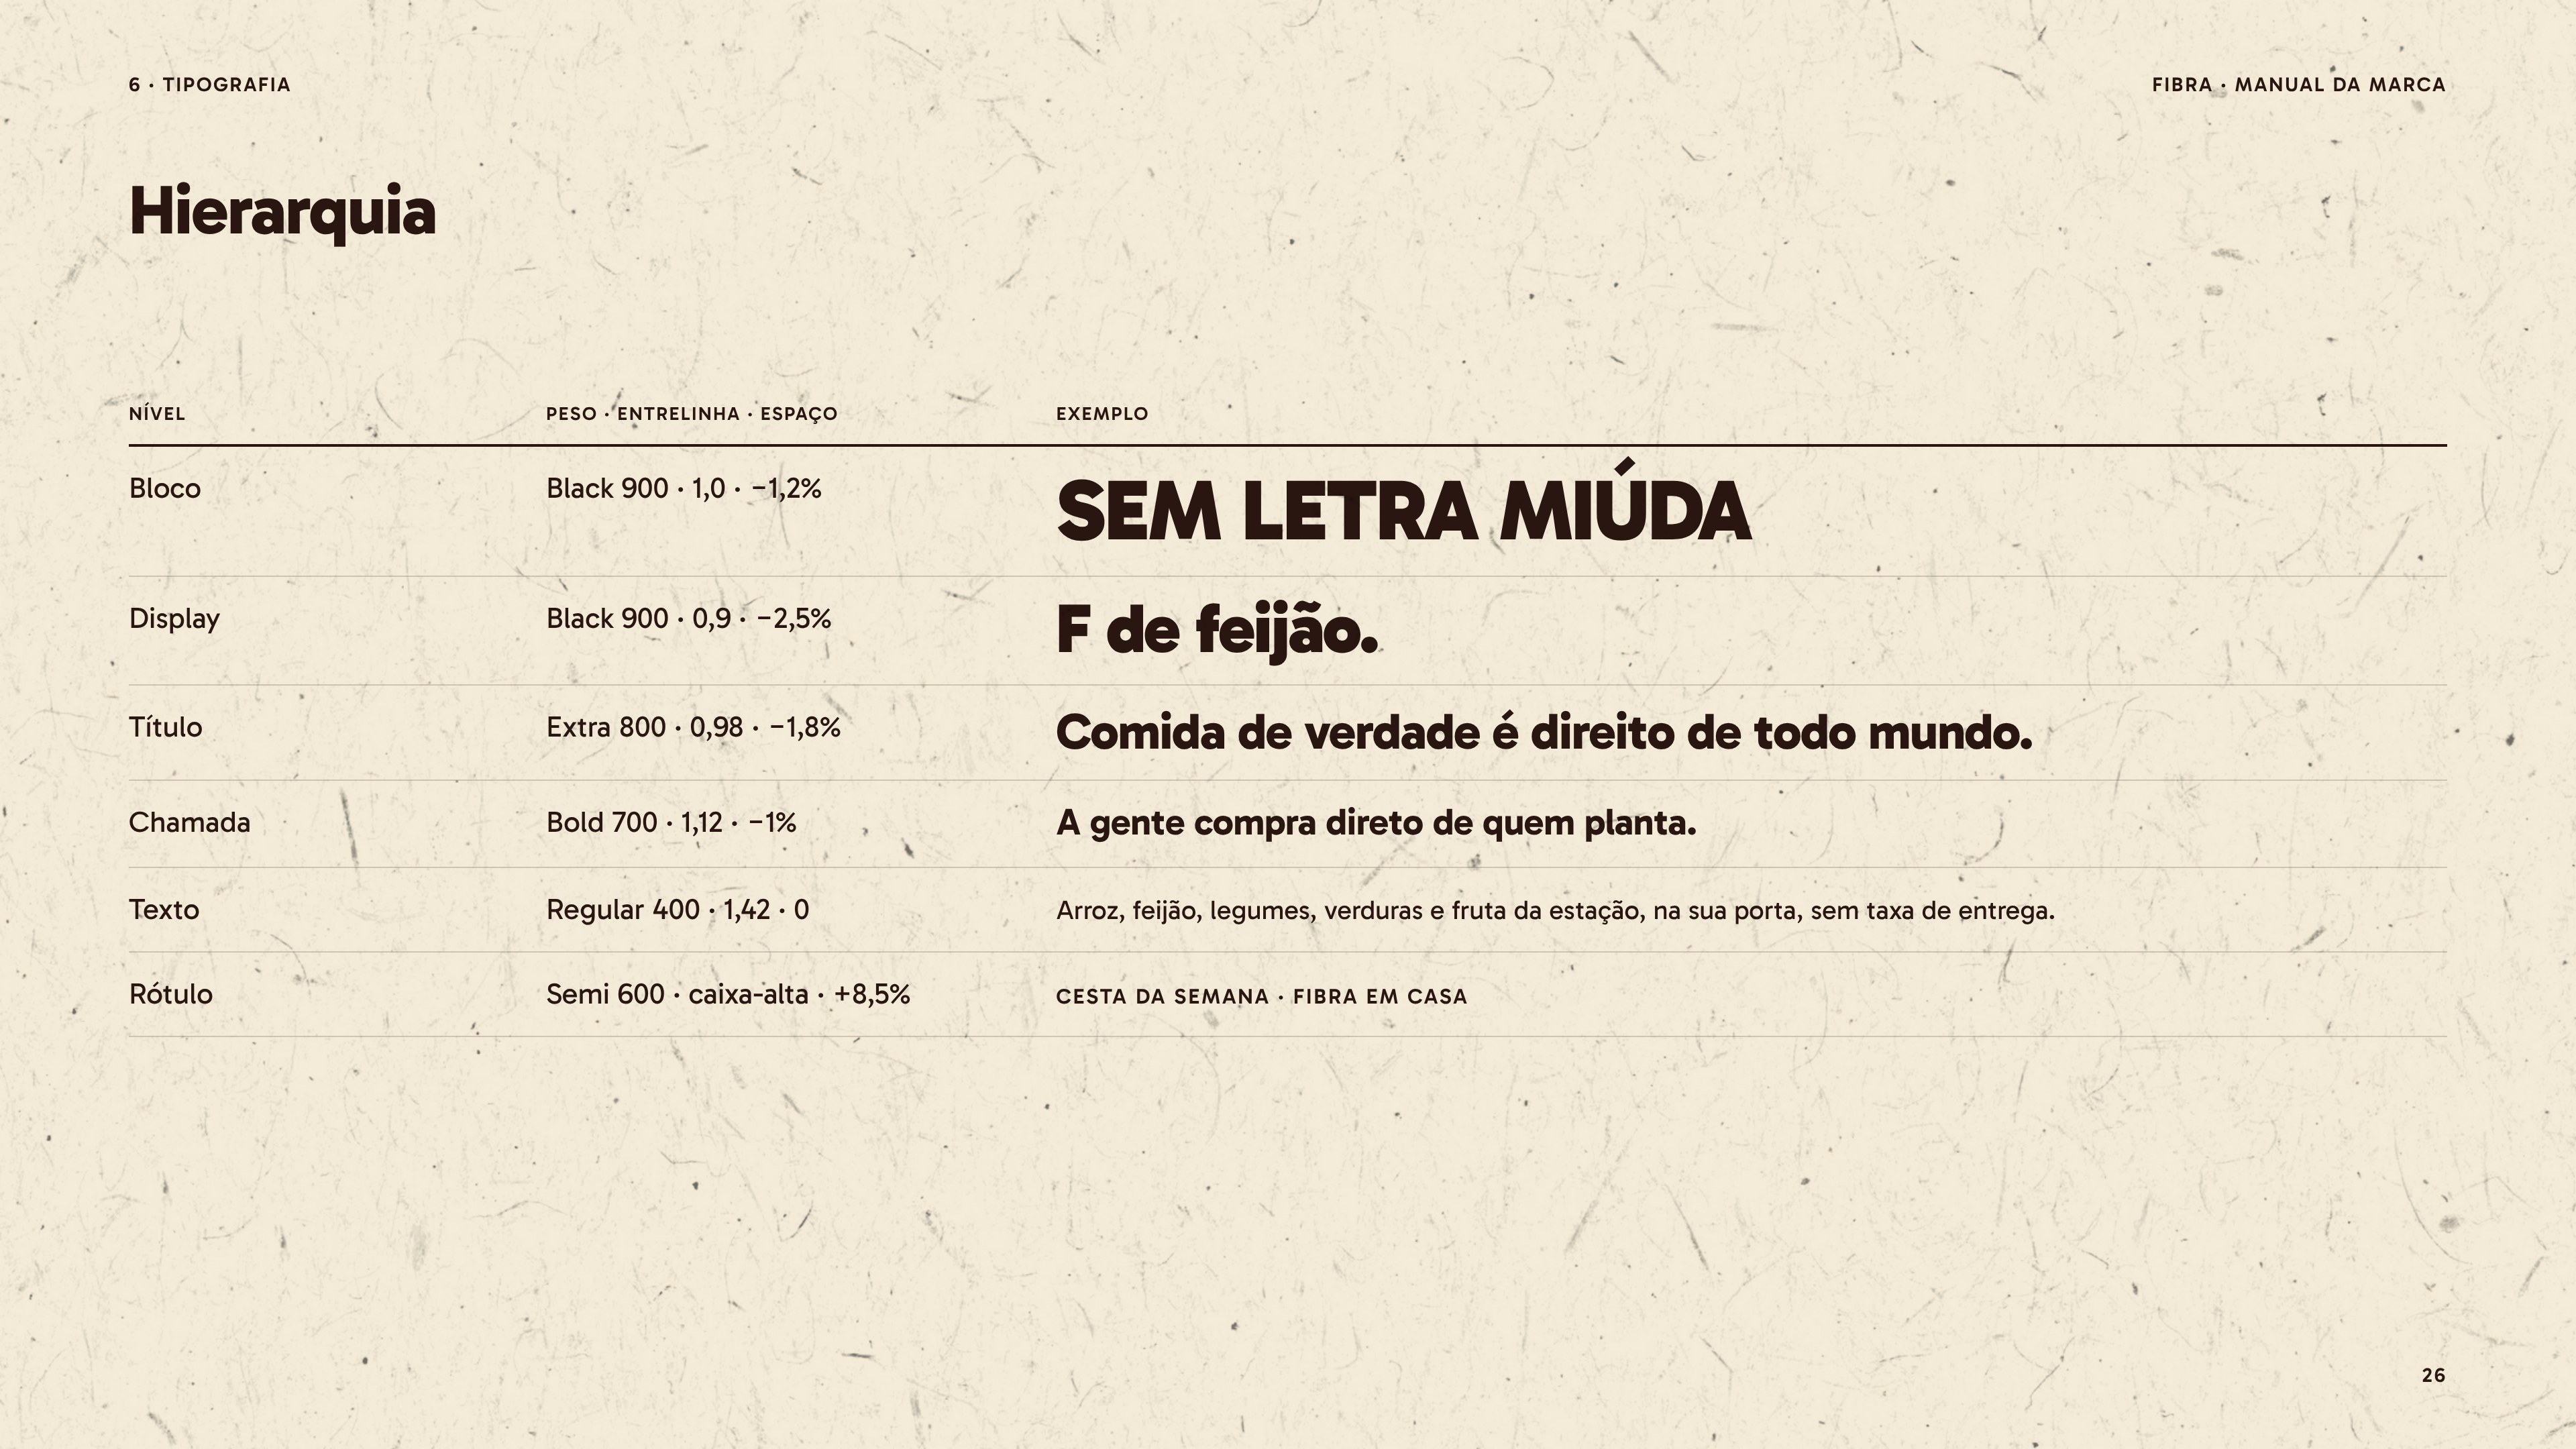 6 · TIPOGRAFIA
FIBRA · MANUAL DA MARCA
Hierarquia
NÍVEL
PESO · ENTRELINHA · ESPAÇO
EXEMPLO
Bloco
Black 900 · 1,0 · −1,2%
SEM LETRA MIÚDA
Display
Black 900 · 0,9 · −2,5%
F de feijão.
Título
Extra 800 · 0,98 · −1,8%
Comida de verdade é direito de todo mundo.
Chamada
Bold 700 · 1,12 · −1%
A gente compra direto de quem planta.
Texto
Regular 400 · 1,42 · 0
Arroz, feijão, legumes, verduras e fruta da estação, na sua porta, sem taxa de entrega.
Rótulo
Semi 600 · caixa-alta · +8,5%
CESTA DA SEMANA · FIBRA EM CASA
26